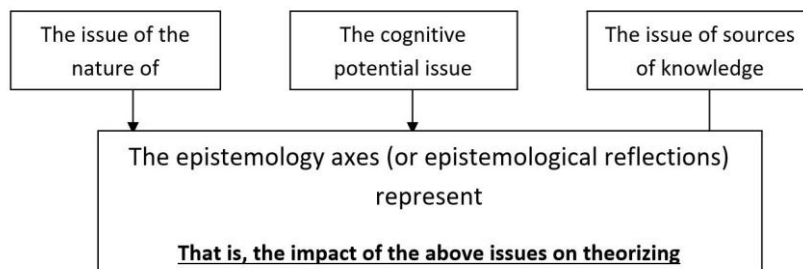 The issue of the
nature of
The cognitive
potential issue
The issue of sources
of knowledge
The epistemology axes (or epistemological reflections)
represent
That is, the impact of the above issues on theorizing